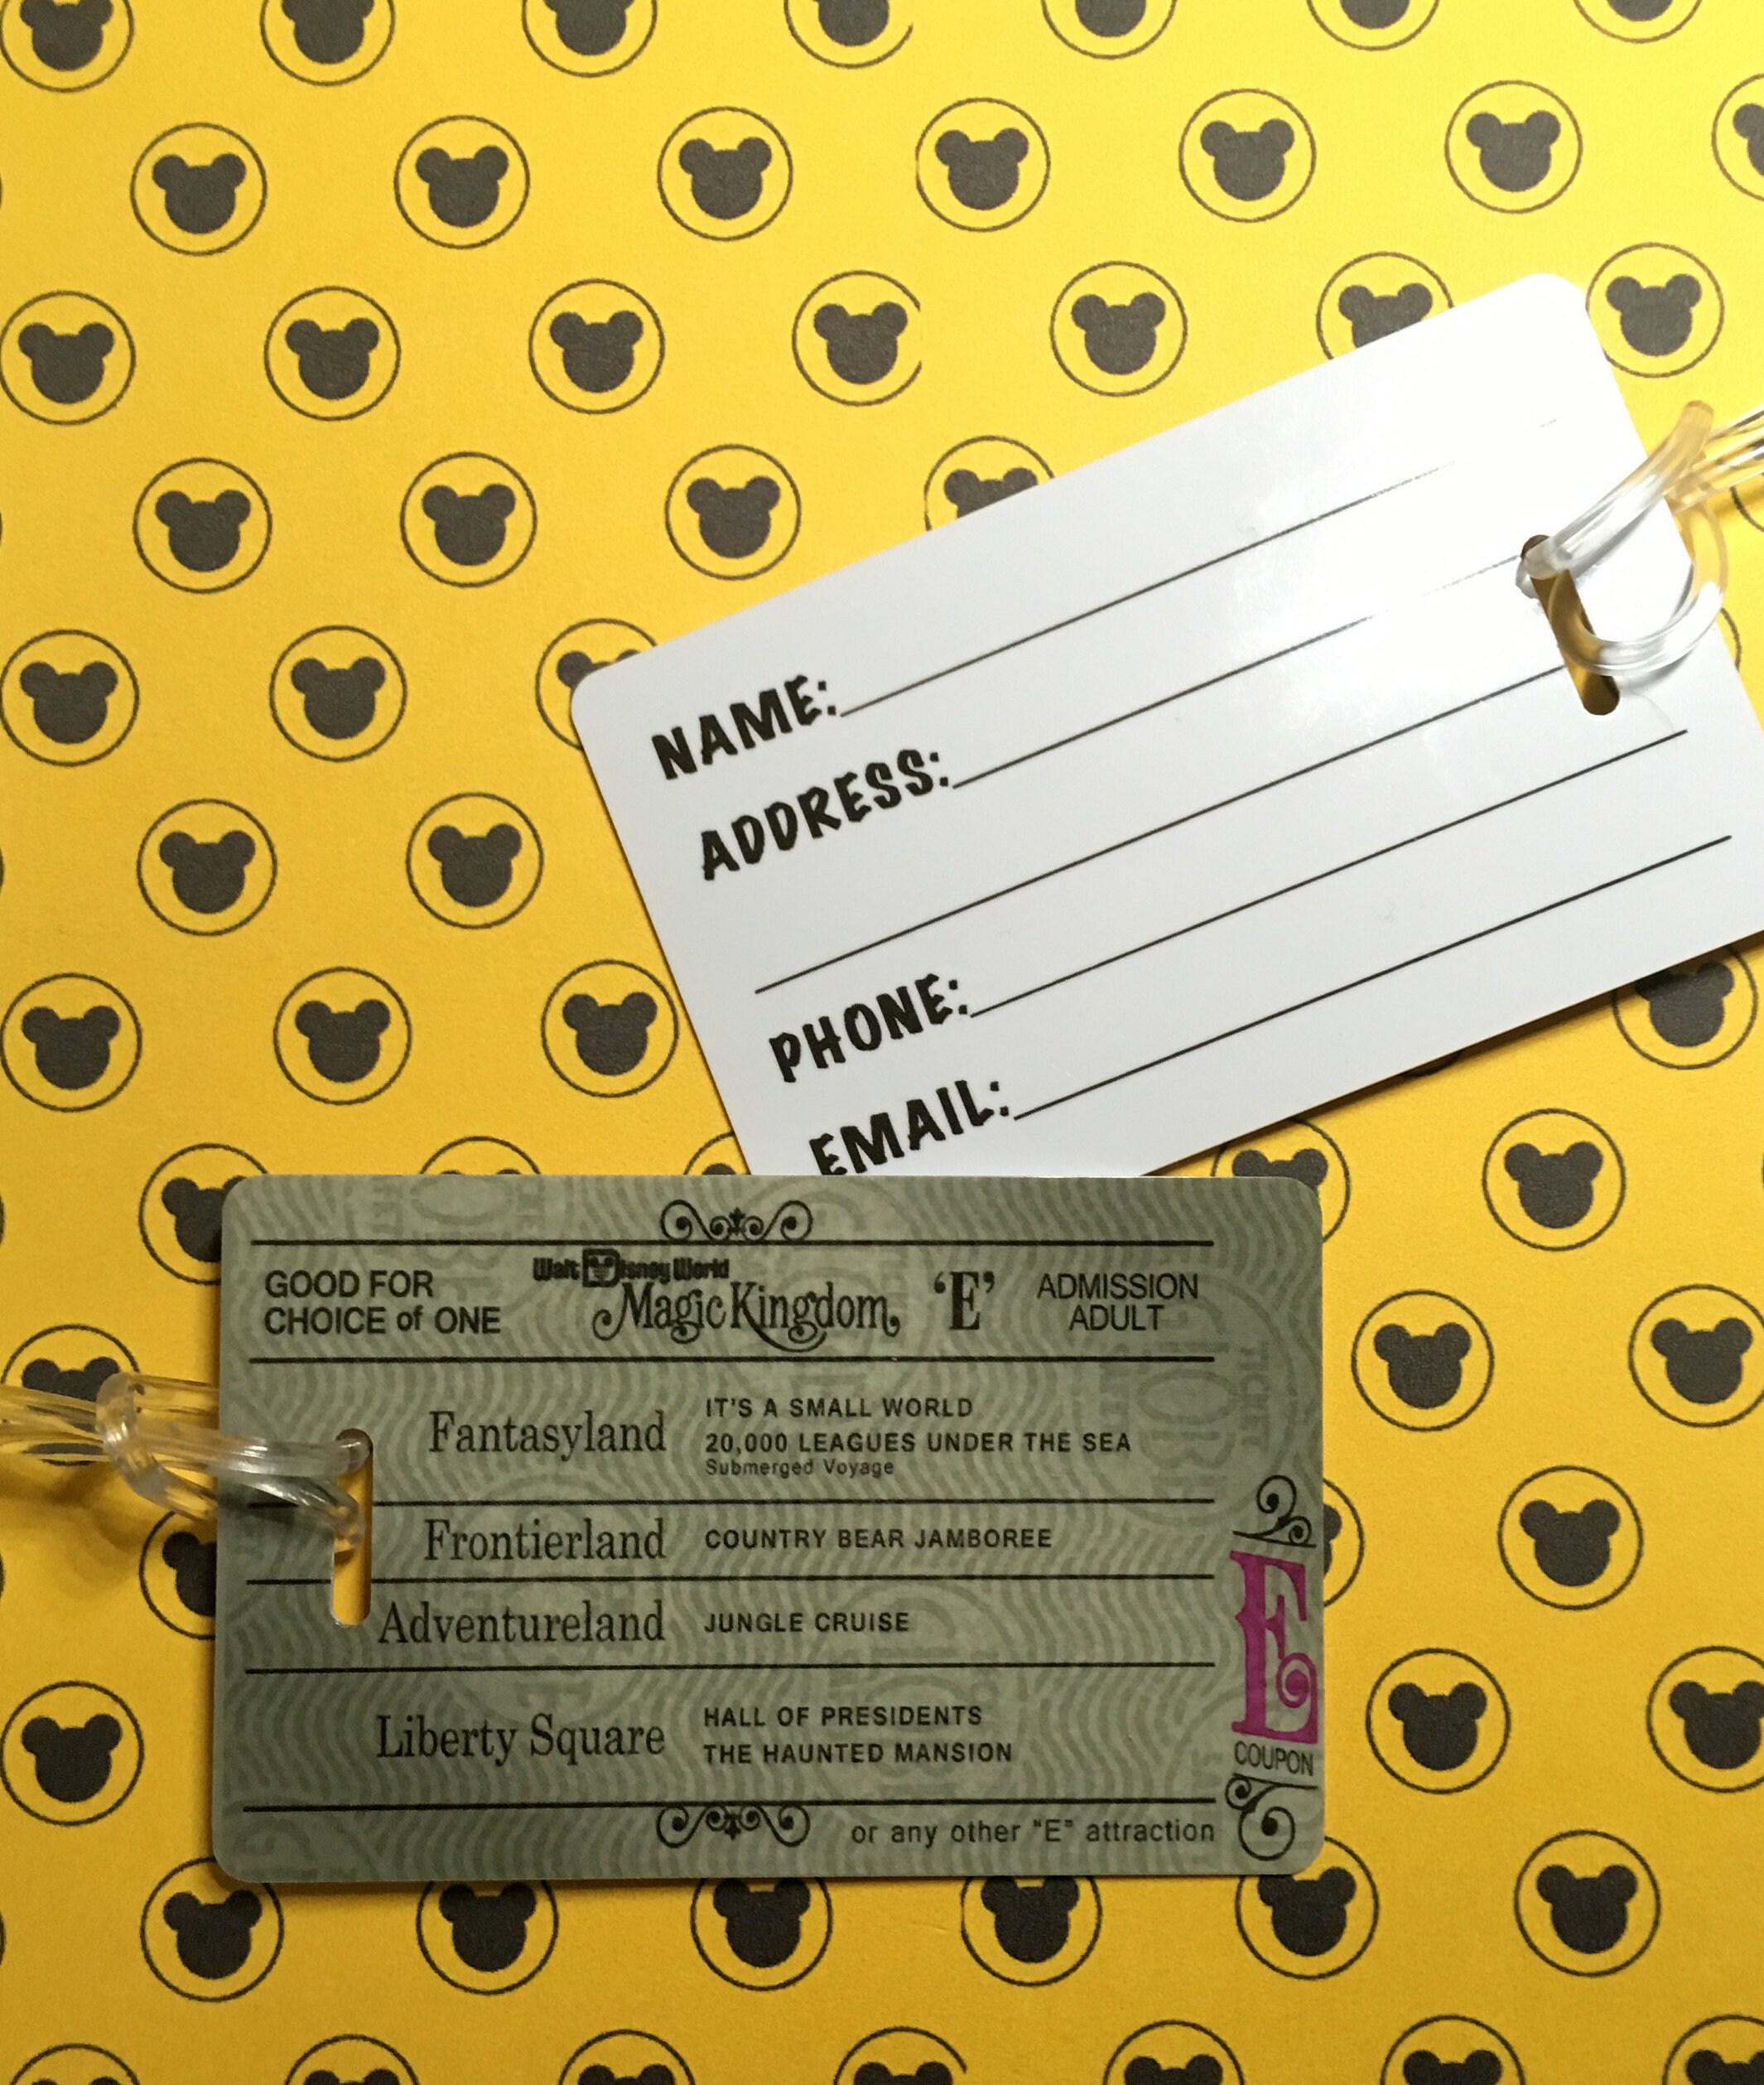 NAME:
ADDRESS:
PHONE:
EMAIL:
GOOD FOR
CHOICE of ONE
Walt Disney World
Magic Kingdom
'E'
ADMISSION
ADULT
Fantasyland
IT'S A SMALL WORLD
20,000 LEAGUES UNDER THE SEA
Submerged Voyage
Frontierland
COUNTRY BEAR JAMBOREE
Adventureland
JUNGLE CRUISE
Liberty Square
HALL OF PRESIDENTS
THE HAUNTED MANSION
E
COUPON
or any other "E" attraction